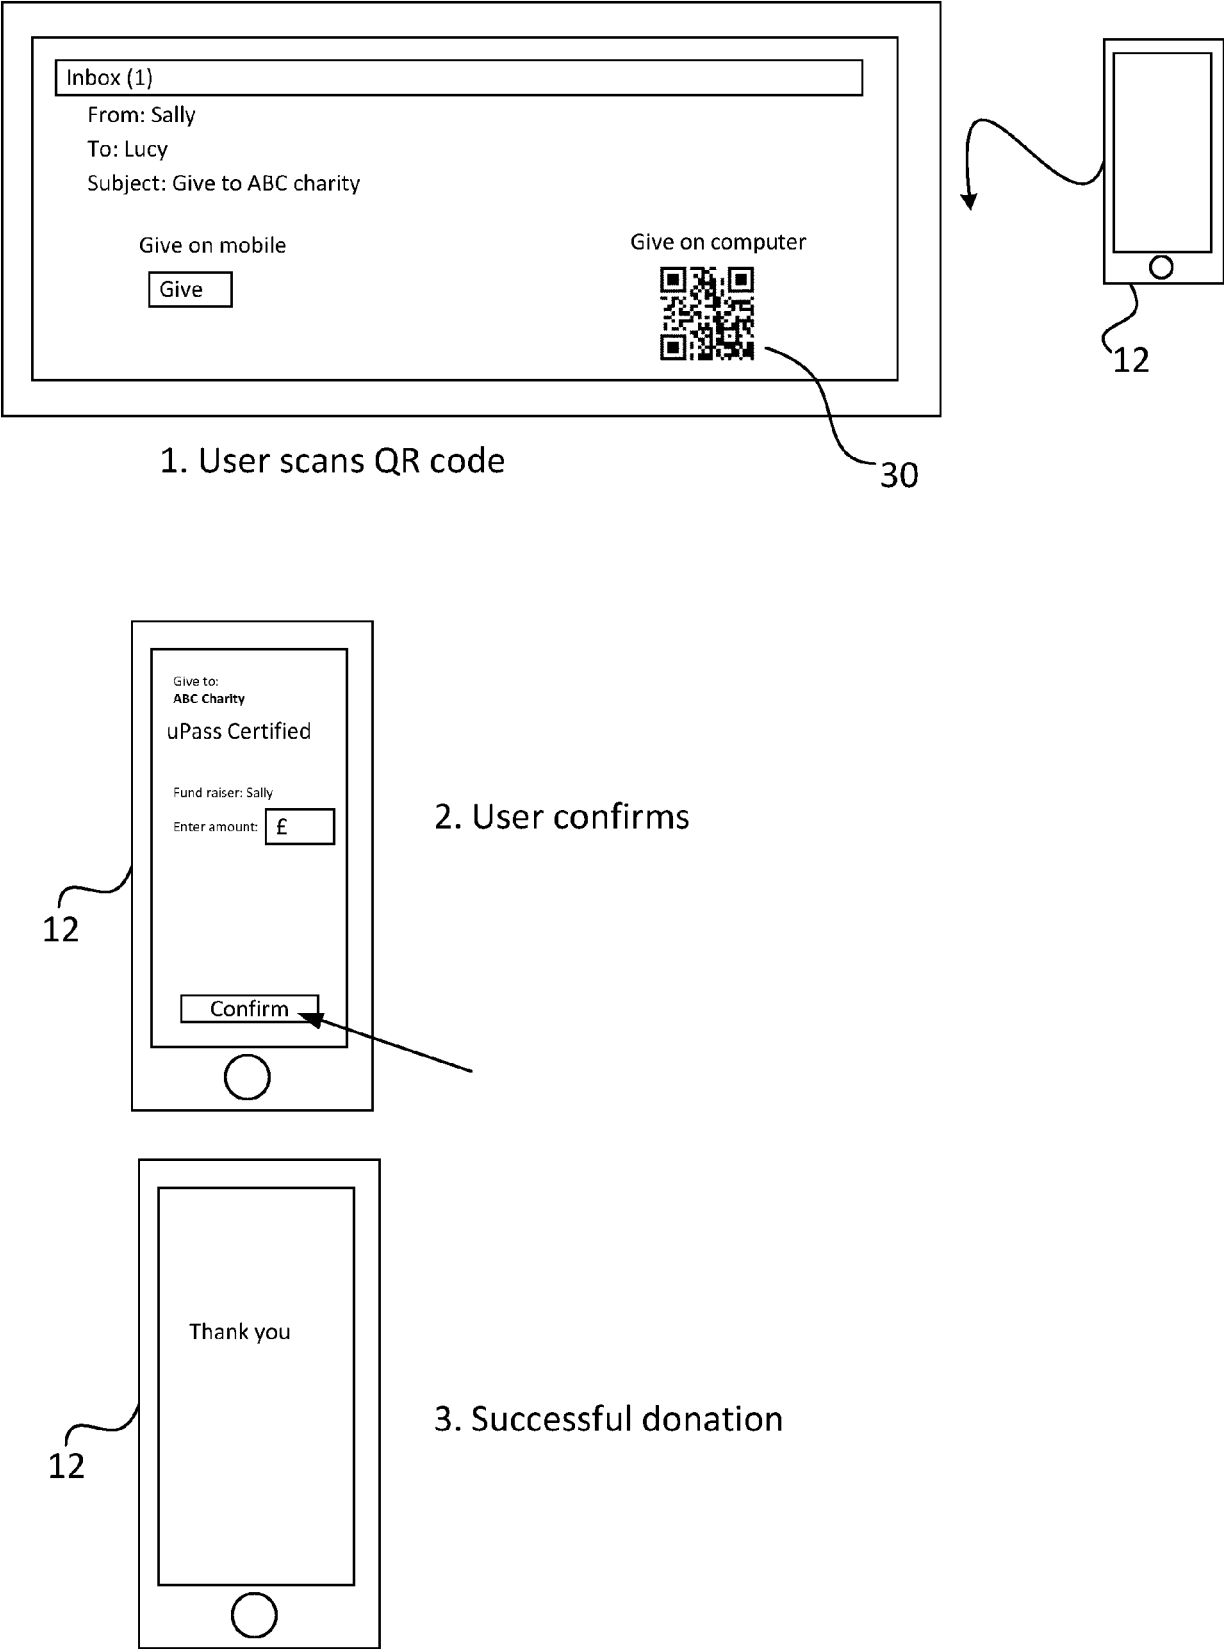 Inbox (1)
From: Sally
To: Lucy
Subject: Give to ABC charity
Give on mobile
Give
Give on computer
12
30
1. User scans QR code
Give to:
ABC Charity
uPass Certified
Fund raiser: Sally
Enter amount: £
Confirm
12
2. User confirms
Thank you
12
3. Successful donation